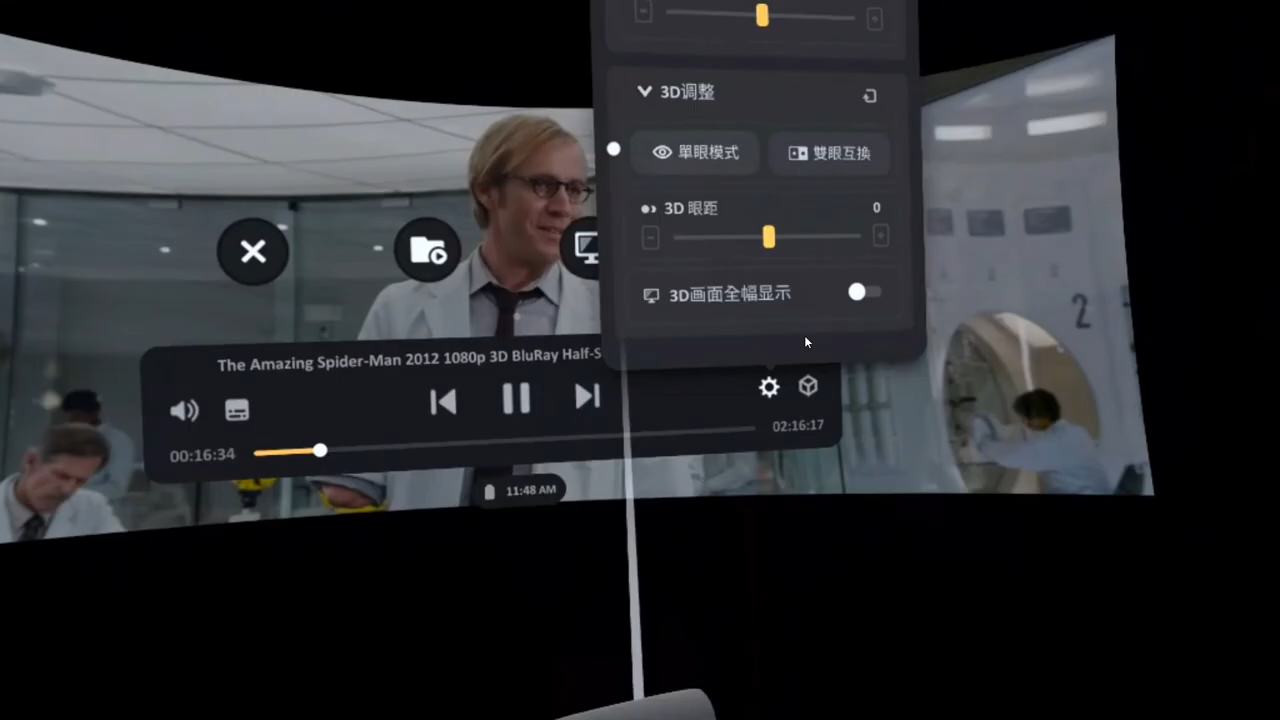 3D调整
單眼模式
雙眼互換
3D 眼距
0
3D画面全幅显示
2
The Amazing Spider-Man 2012 1080p 3D BluRay Half-S
00:16:34
02:16:17
11:48 AM